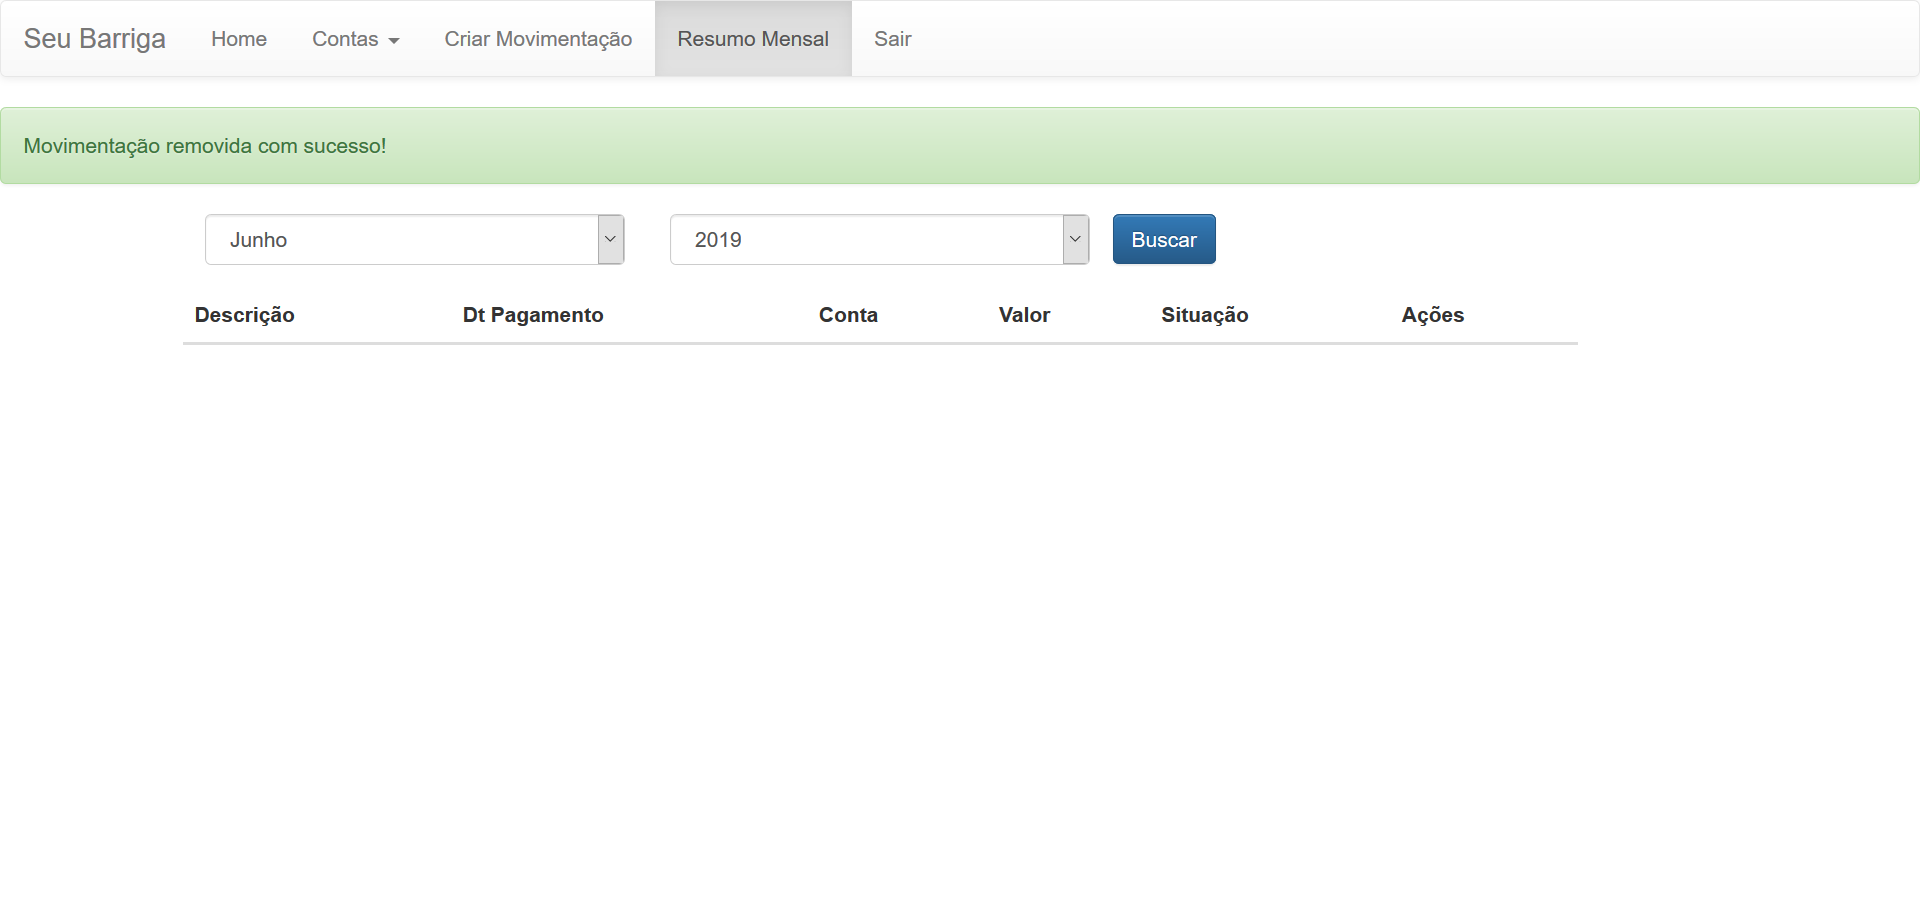 Seu Barriga Home Contas Criar Movimentação Resumo Mensal Sair
Movimentação removida com sucesso!
Junho 2019 Buscar
Descrição Dt Pagamento Conta Valor Situação Ações